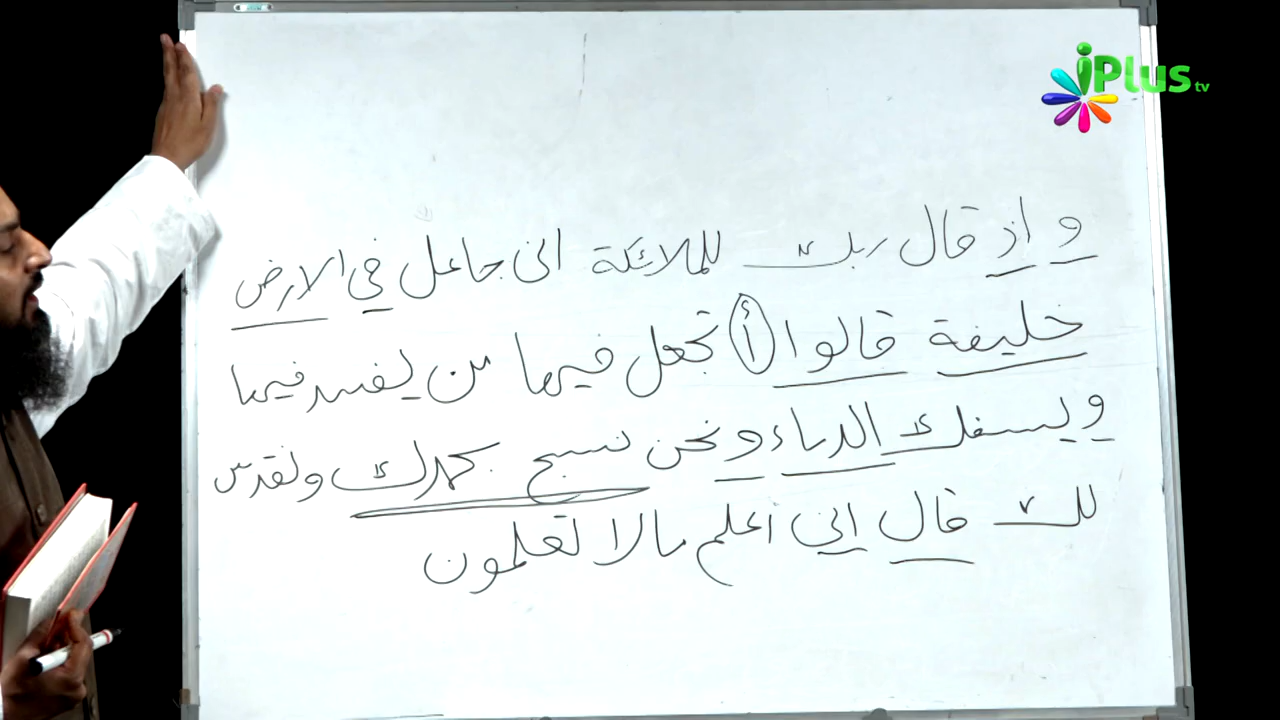 iPlus tv
و اذ قال ربك للملائكة انی جاعل في الارض
خليفة قالوا أ تجعل فيها من يفسد فيها
و يسفك الدماء و نحن نسبح بحمدك ونقدس
لك قال اني اعلم مالا تعلمون